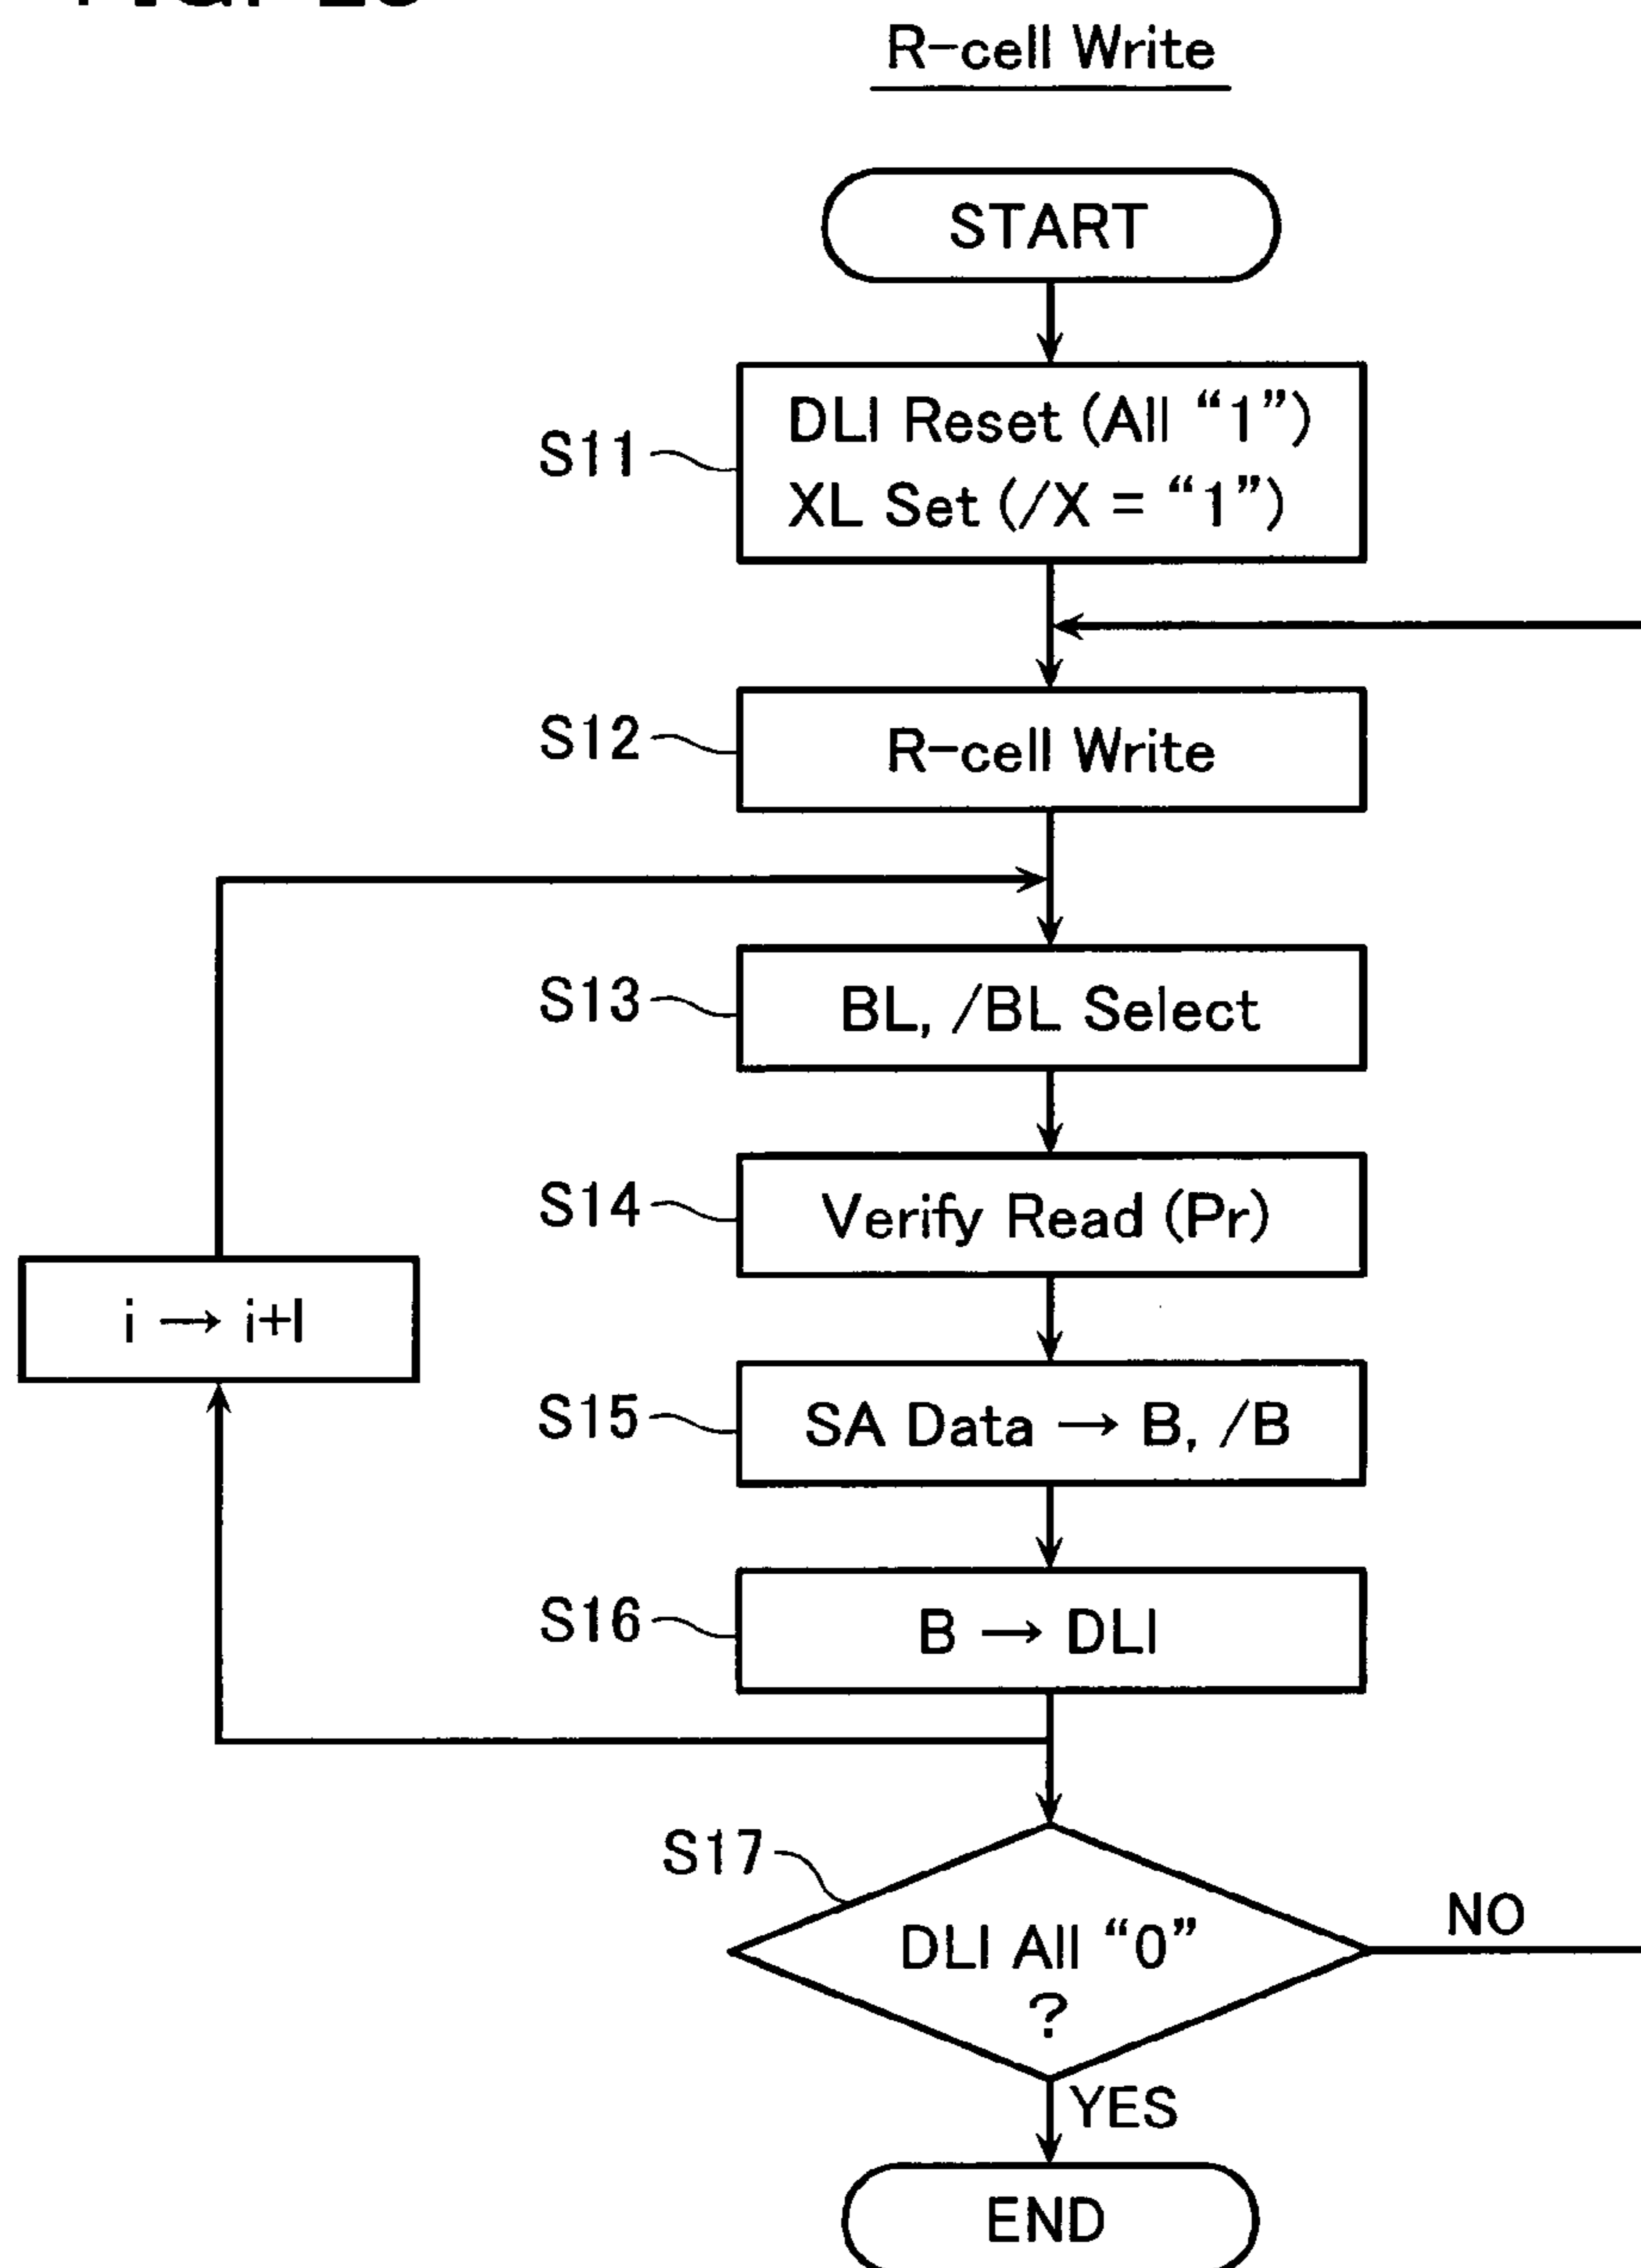 R-cell Write
START
S11
DLI Reset (All “1”)
XL Set (/X = “1”)
S12
R-cell Write
S13
BL, /BL Select
S14
Verify Read (Pr)
i → i+I
S15
SA Data → B, /B
S16
B → DLI
S17
DLI All “0”
?
NO
YES
END